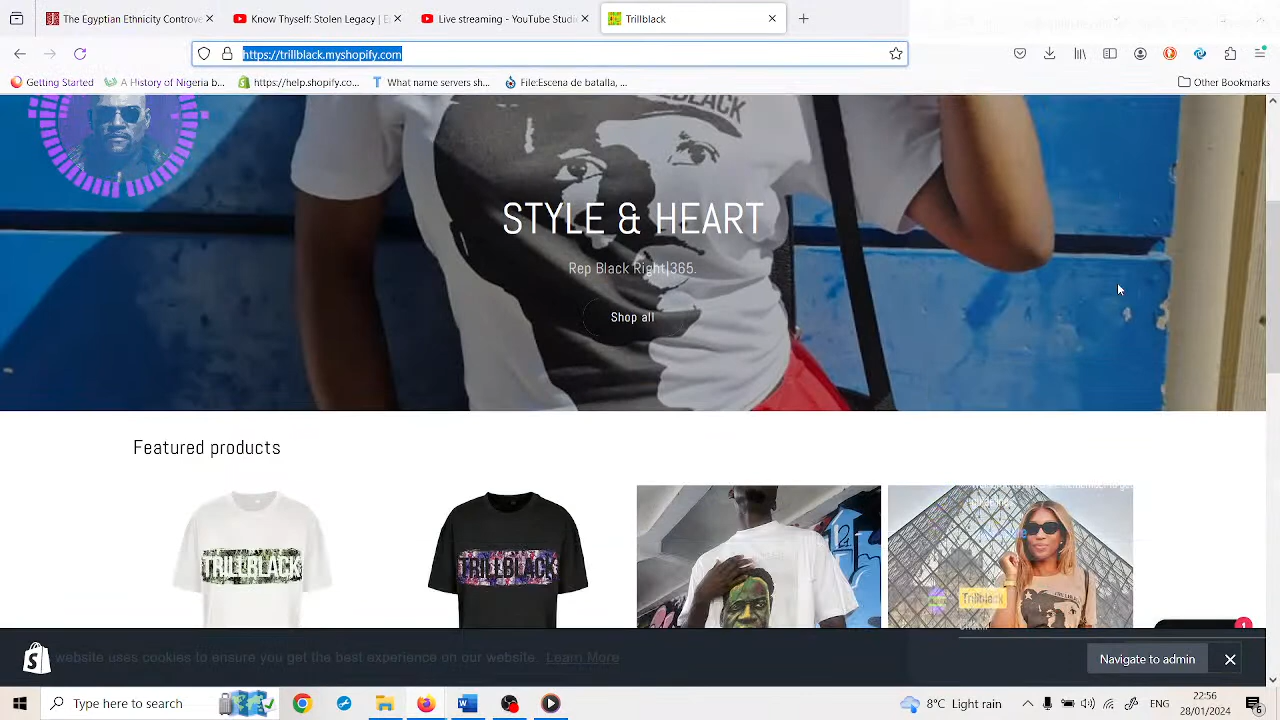 The Egyptian Ethnic Controve
Know Thyself: Stolen Legacy | E
Live streaming - YouTube Studi
Trillblack
https://trillblack.myshopify.com
Getting Started
A History of Nigeria b...
https://help.shopify.co...
What name servers sh...
File:Escena de batalla, ...
Other Bookmarks
STYLE & HEART
Rep Black Right|365.
Shop all
Featured products
TRILLBLACK
TRILLBLACK
Trillblack
website uses cookies to ensure you get the best experience on our website. Learn More
Navigate to admin
1
Type here to search
8°C Light rain
ENG
22:56
28/01/2024
6